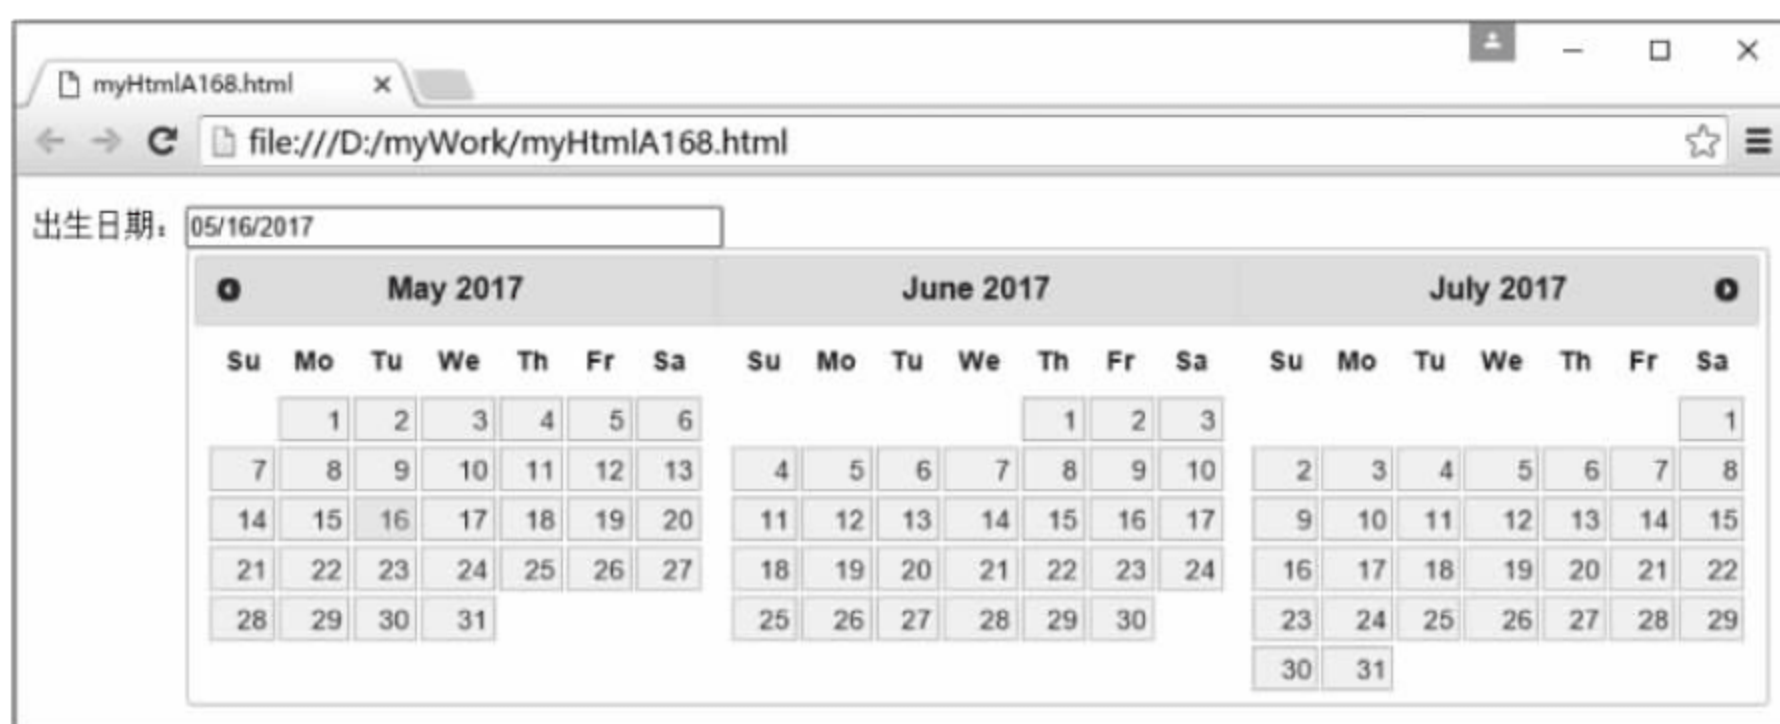 myHtmlA168.html
file:///D:/myWork/myHtmlA168.html
出生日期: 05/16/2017
May 2017 June 2017 July 2017
Su Mo Tu We Th Fr Sa Su Mo Tu We Th Fr Sa Su Mo Tu We Th Fr Sa
1 2 3 4 5 6 1 2 3 1
7 8 9 10 11 12 13 4 5 6 7 8 9 10 2 3 4 5 6 7 8
14 15 16 17 18 19 20 11 12 13 14 15 16 17 9 10 11 12 13 14 15
21 22 23 24 25 26 27 18 19 20 21 22 23 24 16 17 18 19 20 21 22
28 29 30 31 25 26 27 28 29 30 23 24 25 26 27 28 29
30 31